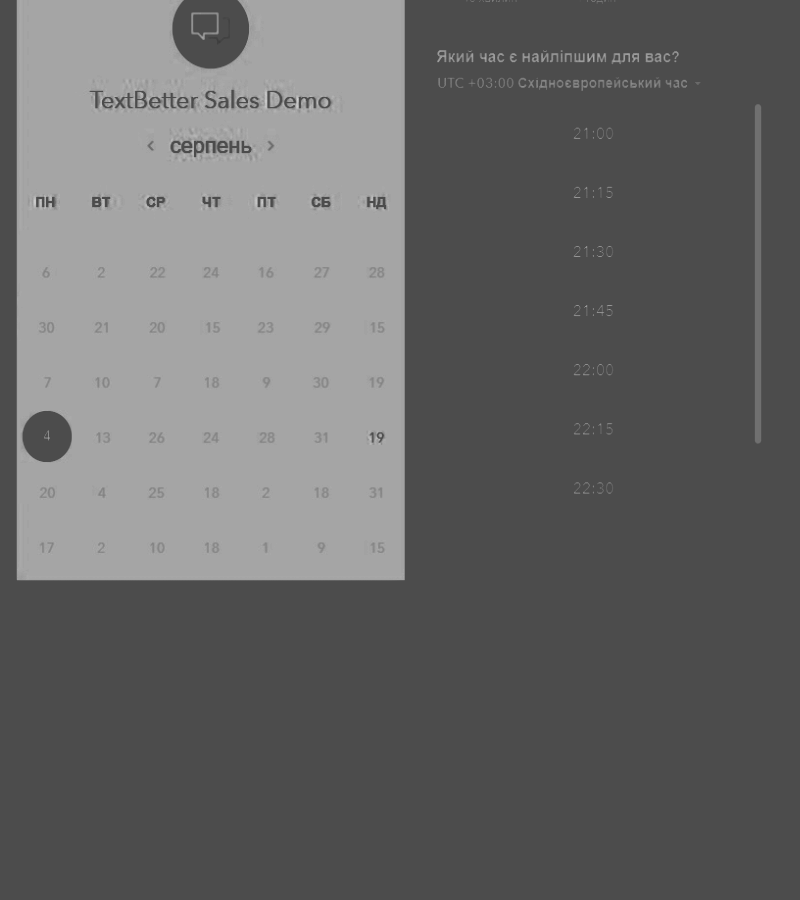 TextBetter Sales Demo
серпень
ПН ВТ СР ЧТ ПТ СБ НД
6 2 22 24 16 27 28
30 21 20 15 23 29 15
7 10 7 18 9 30 19
4 13 26 24 28 31 19
20 4 25 18 2 18 31
17 2 10 18 1 9 15
Який час є найліпшим для вас?
UTC +03:00 Східноєвропейський час
21:00
21:15
21:30
21:45
22:00
22:15
22:30